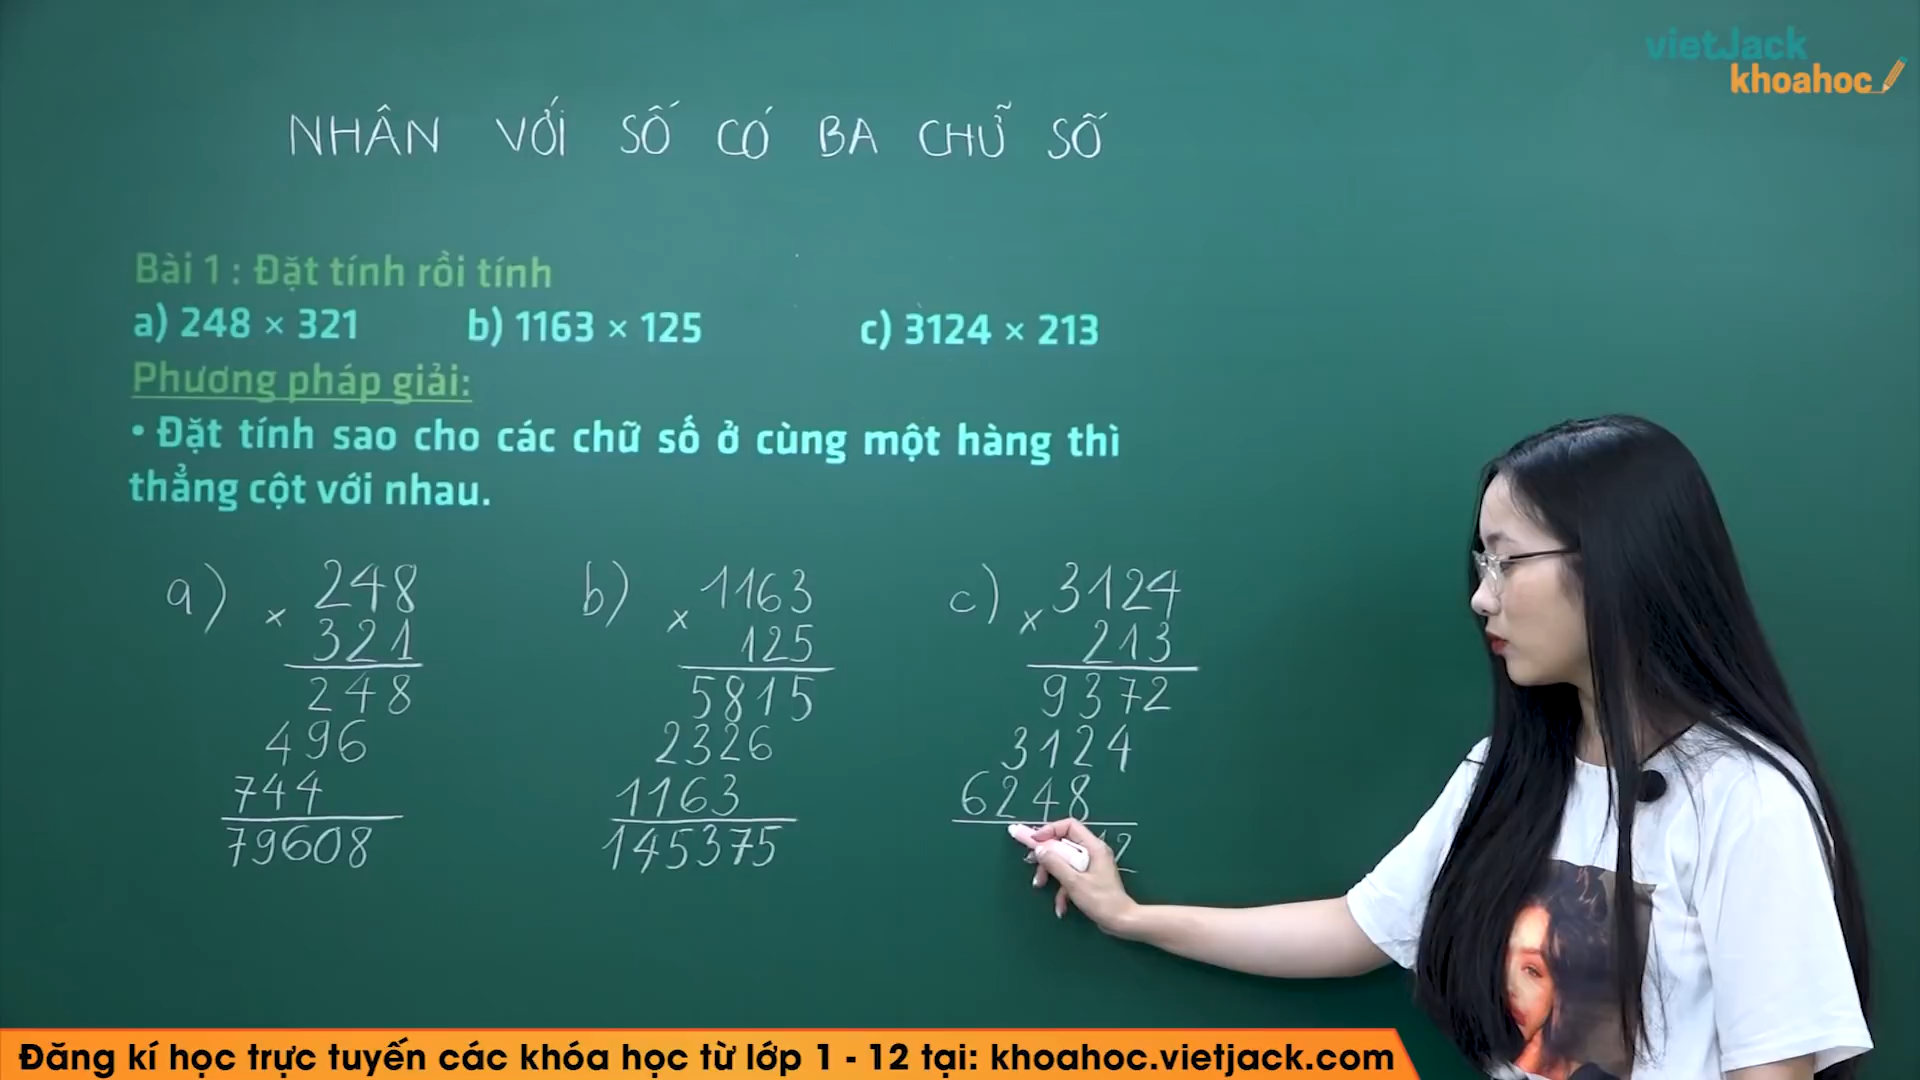 vietJack
khoahoc
NHÂN VỚI SỐ CÓ BA CHỮ SỐ
Bài 1 : Đặt tính rồi tính
a) 248 × 321 b) 1163 × 125 c) 3124 × 213
Phương pháp giải:
• Đặt tính sao cho các chữ số ở cùng một hàng thì
thẳng cột với nhau.
a) 248
× 321
248
496
744
79608
b) 1163
× 125
5815
2326
1163
145375
c) 3124
× 213
9372
3124
6248
12
Đăng kí học trực tuyến các khóa học từ lớp 1 - 12 tại: khoahoc.vietjack.com